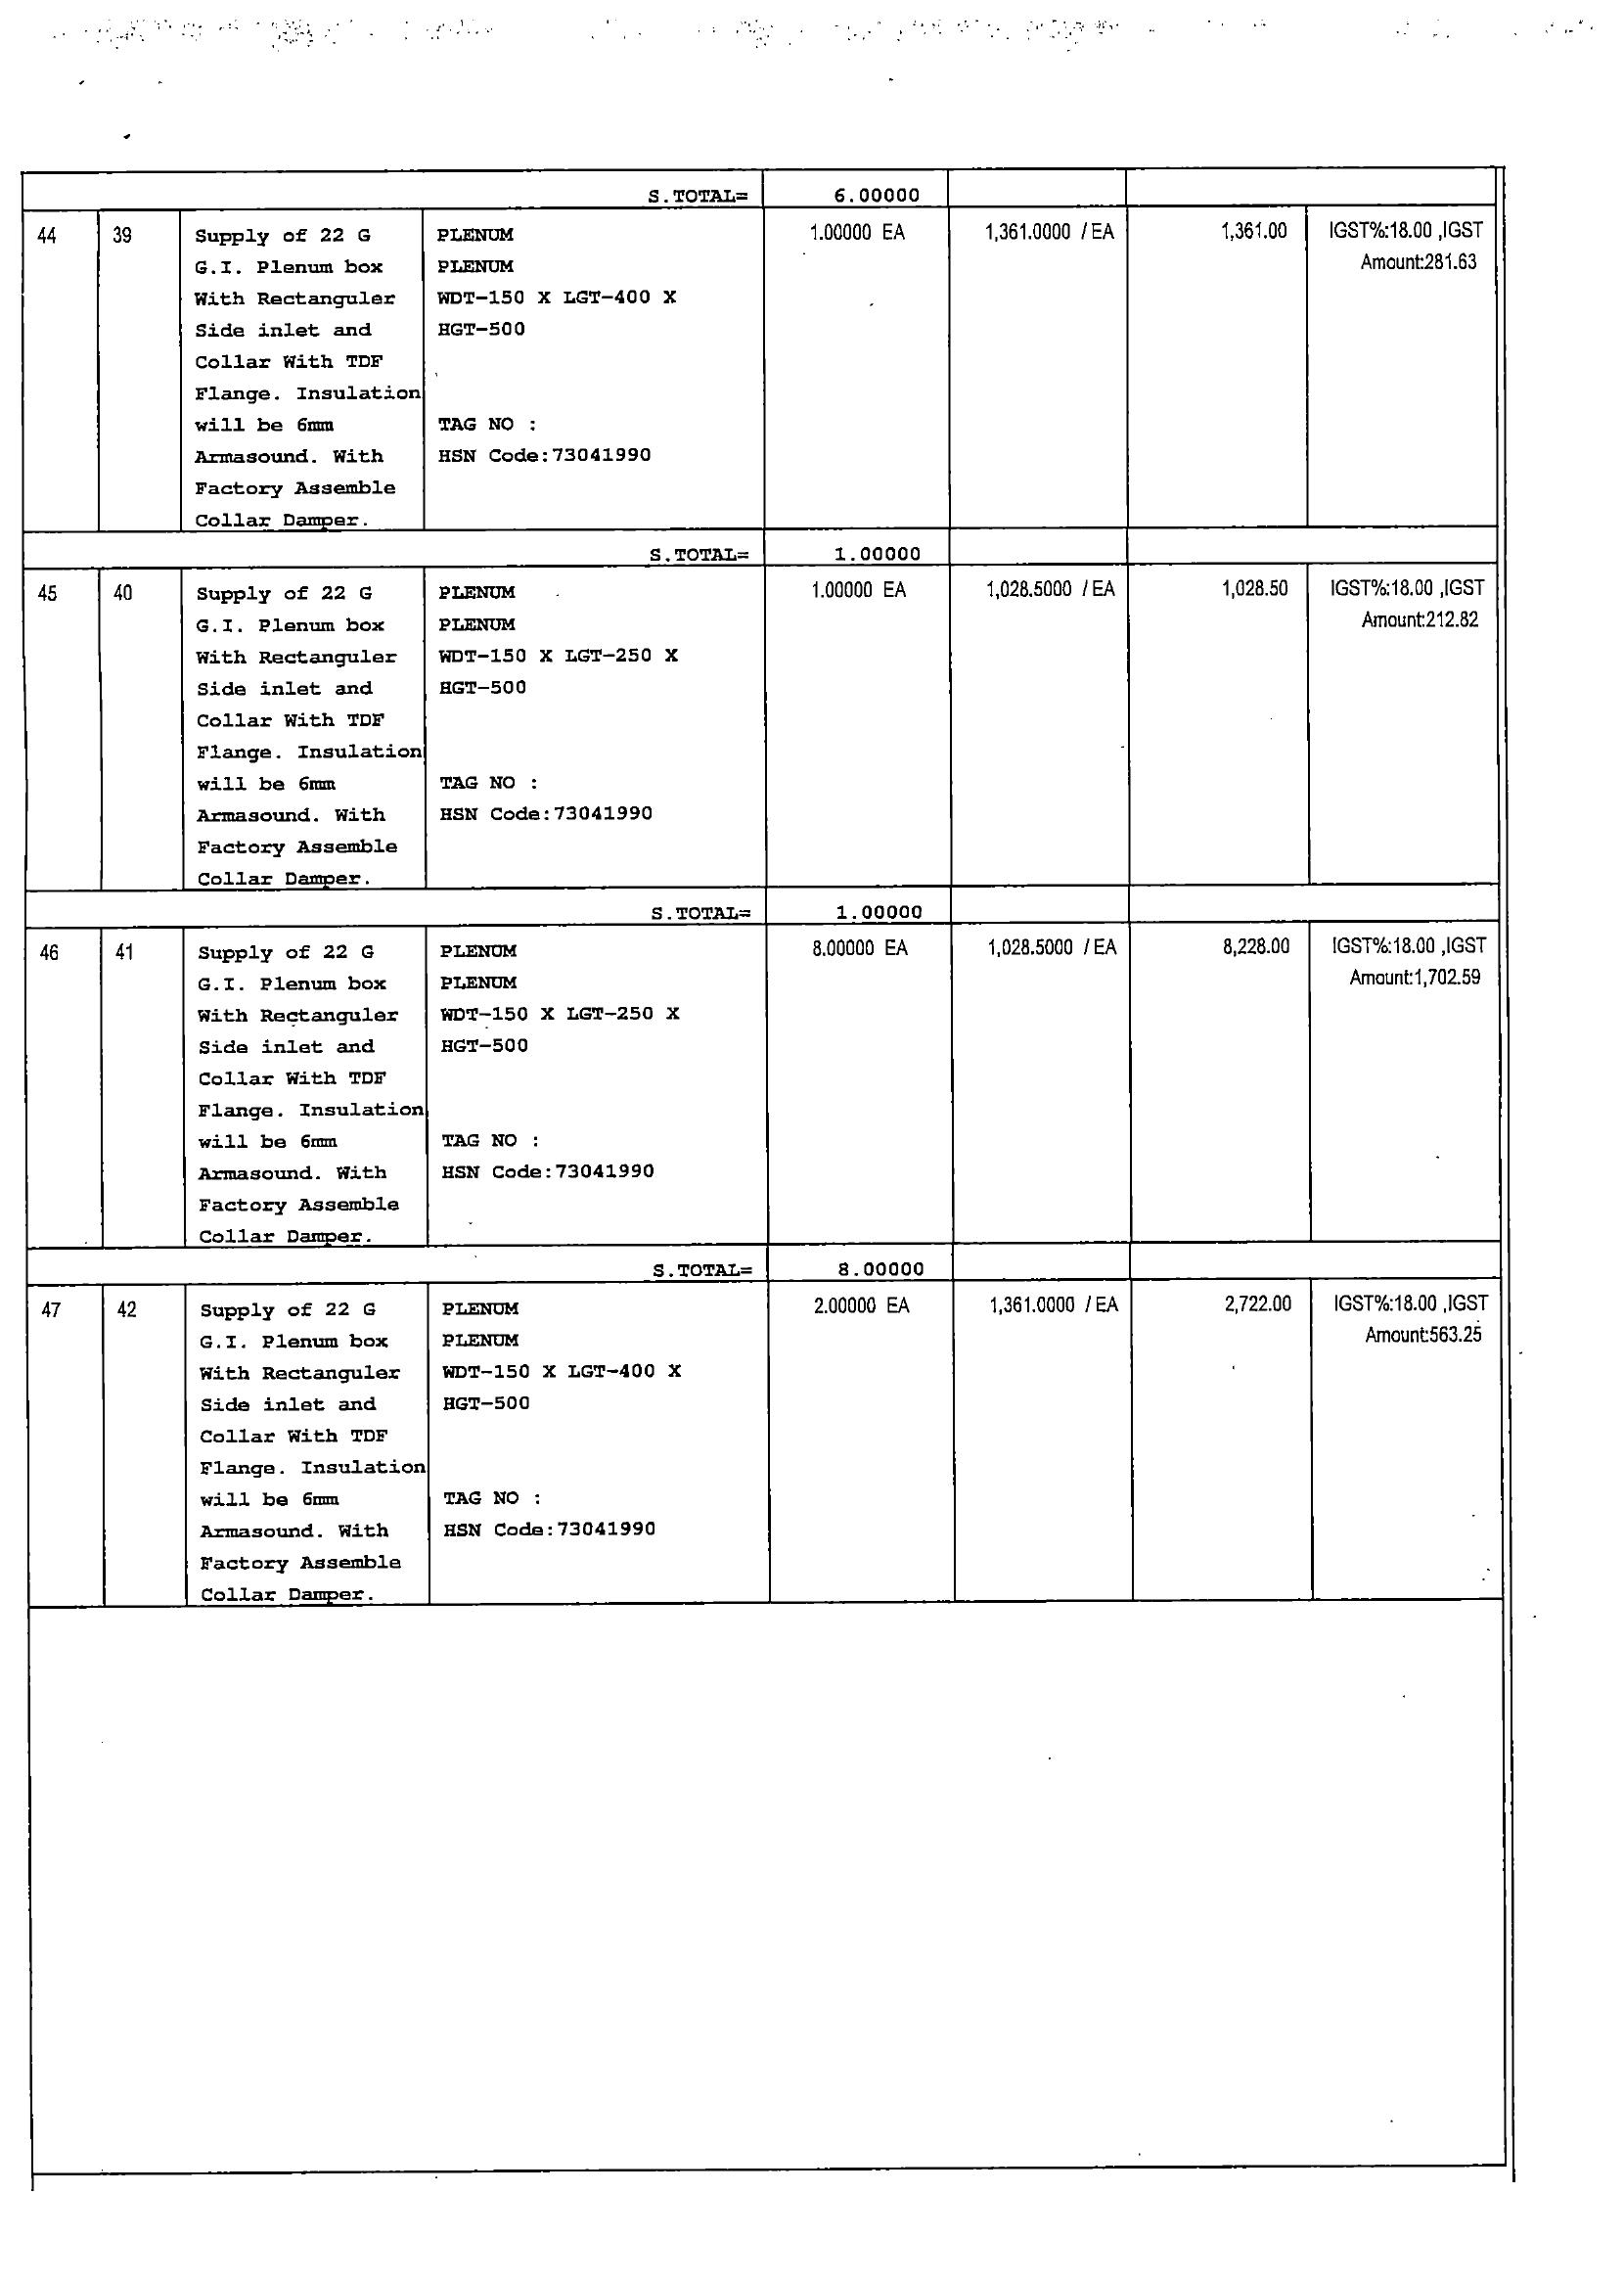 S.TOTAL= 6.00000
44 39 Supply of 22 G PLENUM 1.00000 EA 1,361.0000 / EA 1,361.00 IGST%:18.00 ,IGST
G.I. Plenum box PLENUM Amount:281.63
With Rectanguler WDT-150 X LGT-400 X
Side inlet and HGT-500
Collar With TDF
Flange. Insulation
will be 6mm TAG NO :
Armasound. With HSN Code:73041990
Factory Assemble
Collar Damper.
S.TOTAL= 1.00000
45 40 Supply of 22 G PLENUM 1.00000 EA 1,028.5000 / EA 1,028.50 IGST%:18.00 ,IGST
G.I. Plenum box PLENUM Amount:212.82
With Rectanguler WDT-150 X LGT-250 X
Side inlet and HGT-500
Collar With TDF
Flange. Insulation
will be 6mm TAG NO :
Armasound. With HSN Code:73041990
Factory Assemble
Collar Damper.
S.TOTAL= 1.00000
46 41 Supply of 22 G PLENUM 8.00000 EA 1,028.5000 / EA 8,228.00 IGST%:18.00 ,IGST
G.I. Plenum box PLENUM Amount:1,702.59
With Rectanguler WDT-150 X LGT-250 X
Side inlet and HGT-500
Collar With TDF
Flange. Insulation
will be 6mm TAG NO :
Armasound. With HSN Code:73041990
Factory Assemble
Collar Damper.
S.TOTAL= 8.00000
47 42 Supply of 22 G PLENUM 2.00000 EA 1,361.0000 / EA 2,722.00 IGST%:18.00 ,IGST
G.I. Plenum box PLENUM Amount:563.25
With Rectanguler WDT-150 X LGT-400 X
Side inlet and HGT-500
Collar With TDF
Flange. Insulation
will be 6mm TAG NO :
Armasound. With HSN Code:73041990
Factory Assemble
Collar Damper.